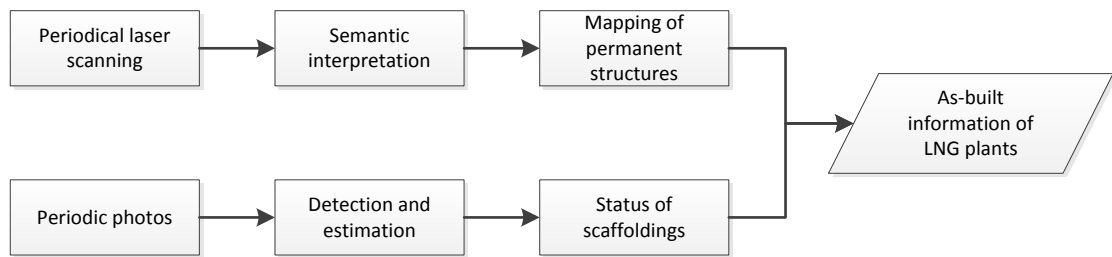 Periodical laser
scanning
Semantic
interpretation
Mapping of
permanent
structures
As-built
information of
LNG plants
Periodic photos
Detection and
estimation
Status of
scaffoldings